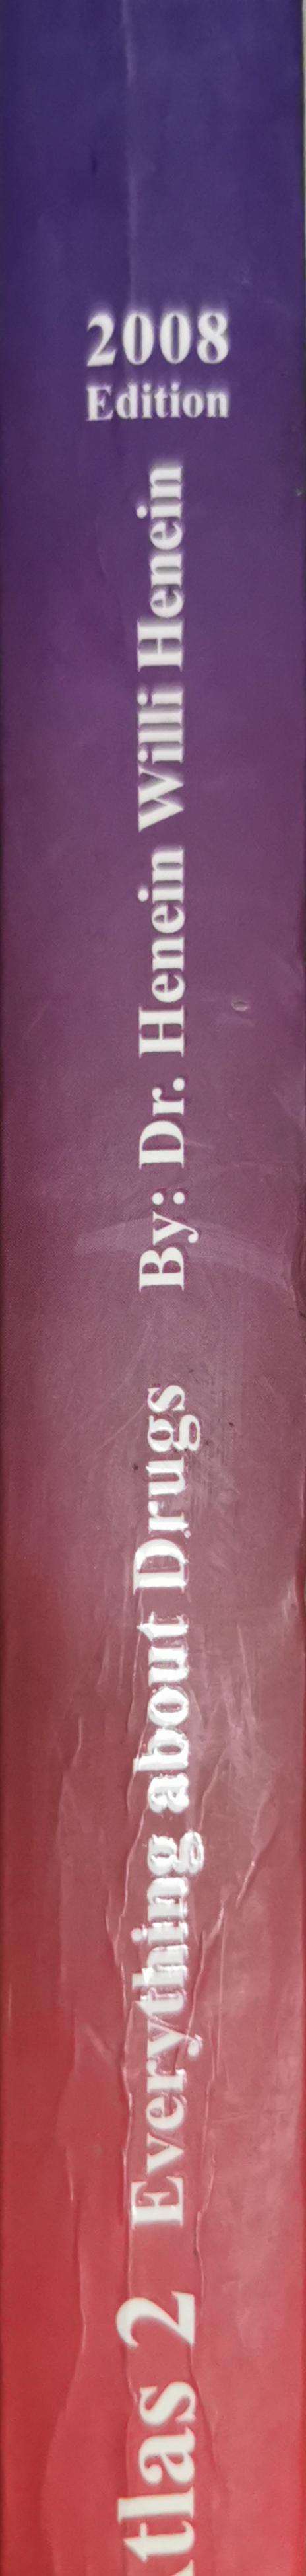 2008
Edition
tlas 2 Everything about Drugs By: Dr. Henein Willi Henein